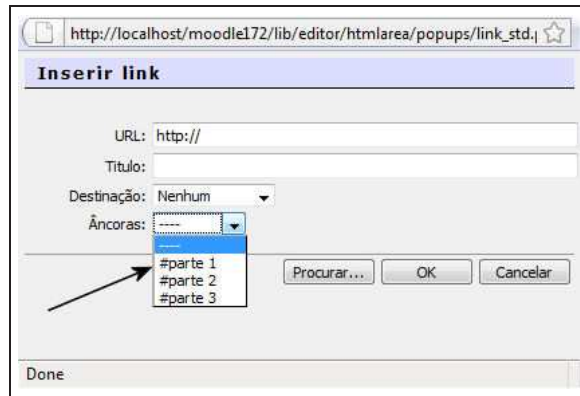 http://localhost/moodle172/lib/editor/htmlarea/popups/link_std.p
Inserir link
URL: http://
Titulo:
Destinação: Nenhum
Âncoras: ----
----
#parte 1
#parte 2
#parte 3
Procurar... OK Cancelar
Done